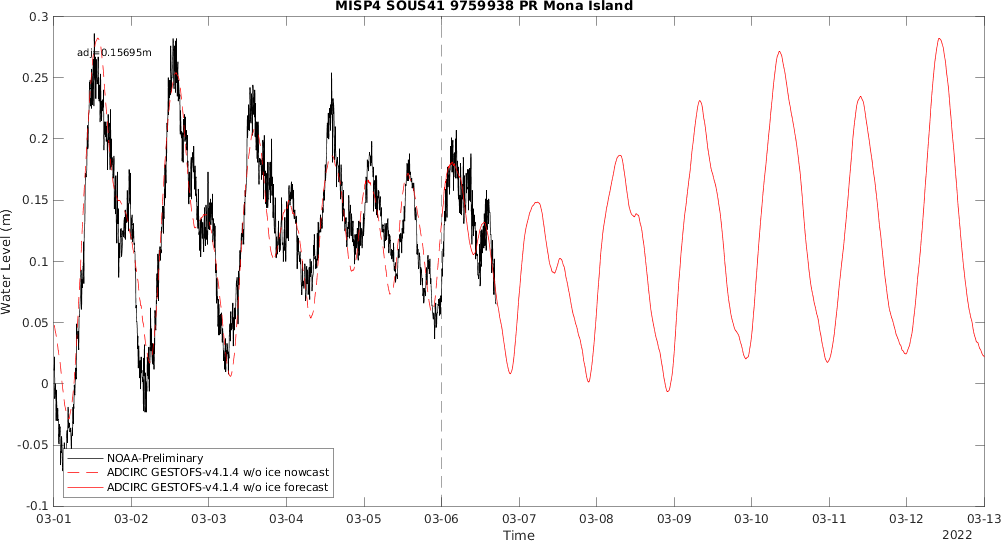 MISP4 SOUS41 9759938 PR Mona Island
0.3
adj=0.15695m
0.25
0.2
0.15
0.1
0.05
0
-0.05
-0.1
Water Level (m)
NOAA-Preliminary
ADCIRC GESTOFS-v4.1.4 w/o ice nowcast
ADCIRC GESTOFS-v4.1.4 w/o ice forecast
03-01 03-02 03-03 03-04 03-05 03-06 03-07 03-08 03-09 03-10 03-11 03-12 03-13
Time
2022